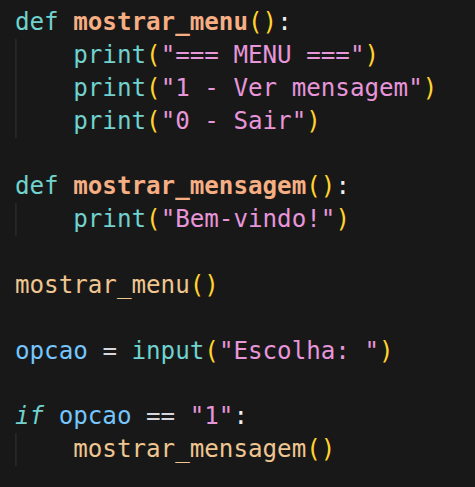 def mostrar_menu():
    print("=== MENU ===")
    print("1 - Ver mensagem")
    print("0 - Sair")
def mostrar_mensagem():
    print("Bem-vindo!")
mostrar_menu()
opcao = input("Escolha: ")
if opcao == "1":
    mostrar_mensagem()